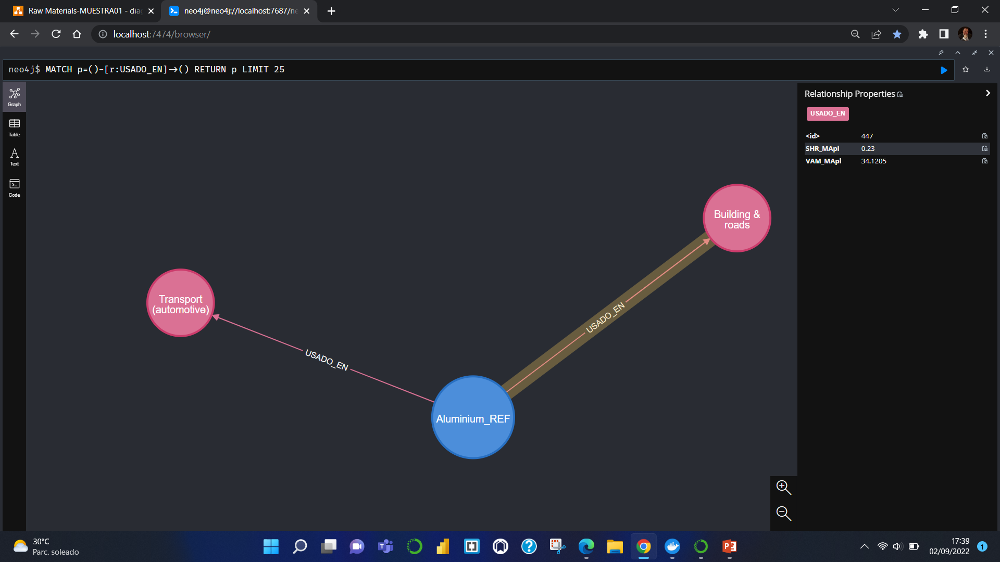 Raw Materials-MUESTRA01 - dia
neo4j@neo4j://localhost:7687/ne
localhost:7474/browser/
neo4j$ MATCH p=()-[r:USADO_EN]->() RETURN p LIMIT 25
Graph
Table
Text
Code
Relationship Properties
USADO_EN
<id> 447
SHR_MApl 0.23
VAM_MApl 34.1205
Building &
roads
Transport
(automotive)
USADO_EN
USADO_EN
Aluminium_REF
30°C
Parc. soleado
17:39
02/09/2022
1